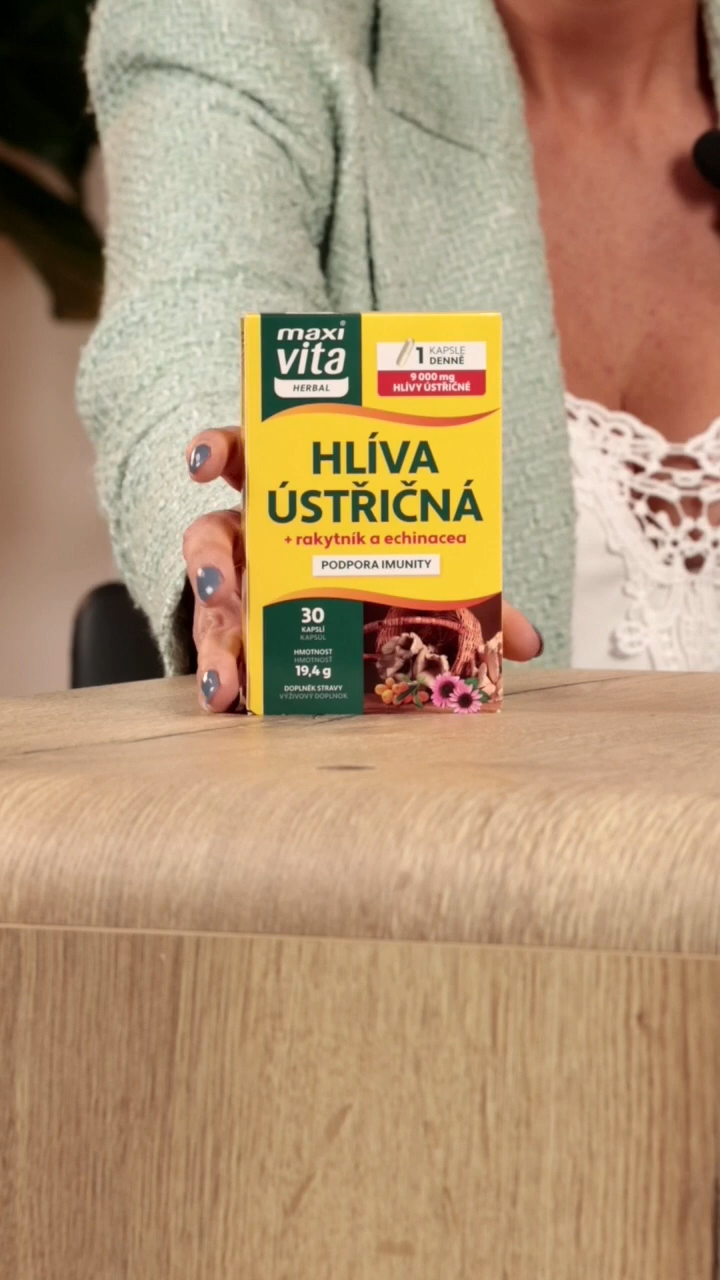 maxi®
vita
HERBAL
1 KAPSLE
DENNĚ
9 000 mg
HLÍVY ÚSTŘIČNÉ
HLÍVA
ÚSTŘIČNÁ
+ rakytník a echinacea
PODPORA IMUNITY
30
KAPSLÍ
KAPSÚL
HMOTNOST
HMOTNOSŤ
19,4 g
DOPLNĚK STRAVY
VÝŽIVOVÝ DOPLNOK